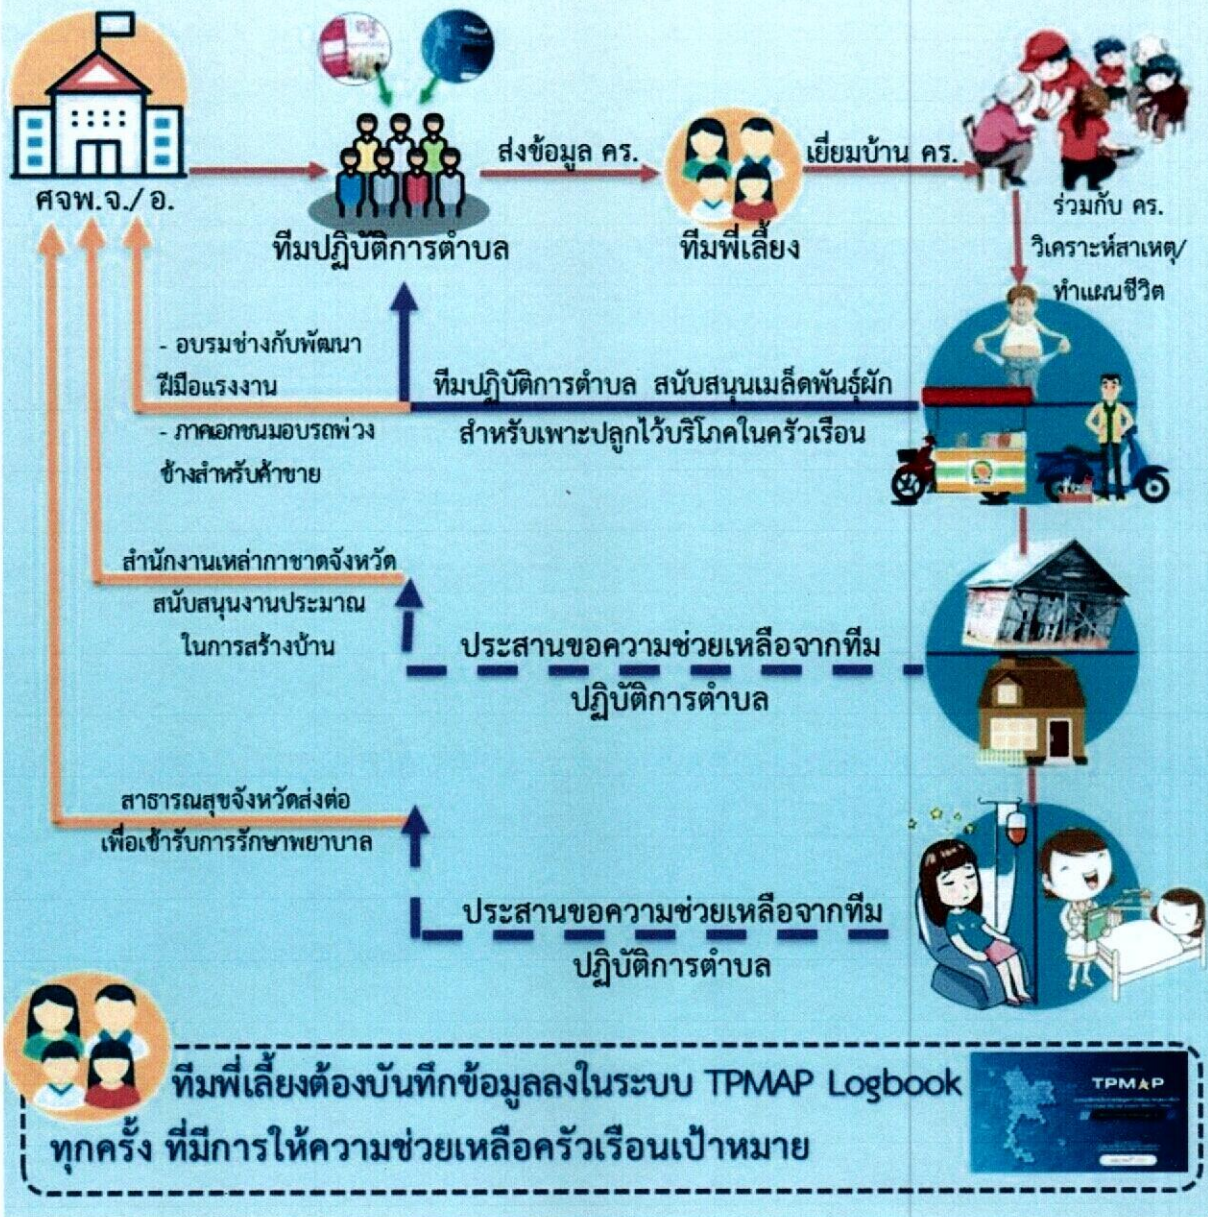 ศจพ.จ./อ.
ทีมปฏิบัติการตำบล
ส่งข้อมูล คร.
ทีมพี่เลี้ยง
เยี่ยมบ้าน คร.
ร่วมกับ คร.
วิเคราะห์สาเหตุ/
ทำแผนชีวิต
- อบรมช่างกับพัฒนา
ฝีมือแรงงาน
- ภาคเอกชนมอบรถพ่วง
ข้างสำหรับค้าขาย
ทีมปฏิบัติการตำบล สนับสนุนเมล็ดพันธุ์ผัก
สำหรับเพาะปลูกไว้บริโภคในครัวเรือน
สำนักงานเหล่ากาชาดจังหวัด
สนับสนุนงานประมาณ
ในการสร้างบ้าน
ประสานขอความช่วยเหลือจากทีม
ปฏิบัติการตำบล
สาธารณสุขจังหวัดส่งต่อ
เพื่อเข้ารับการรักษาพยาบาล
ประสานขอความช่วยเหลือจากทีม
ปฏิบัติการตำบล
ทีมพี่เลี้ยงต้องบันทึกข้อมูลลงในระบบ TPMAP Logbook
ทุกครั้ง ที่มีการให้ความช่วยเหลือครัวเรือนเป้าหมาย
TPMAP